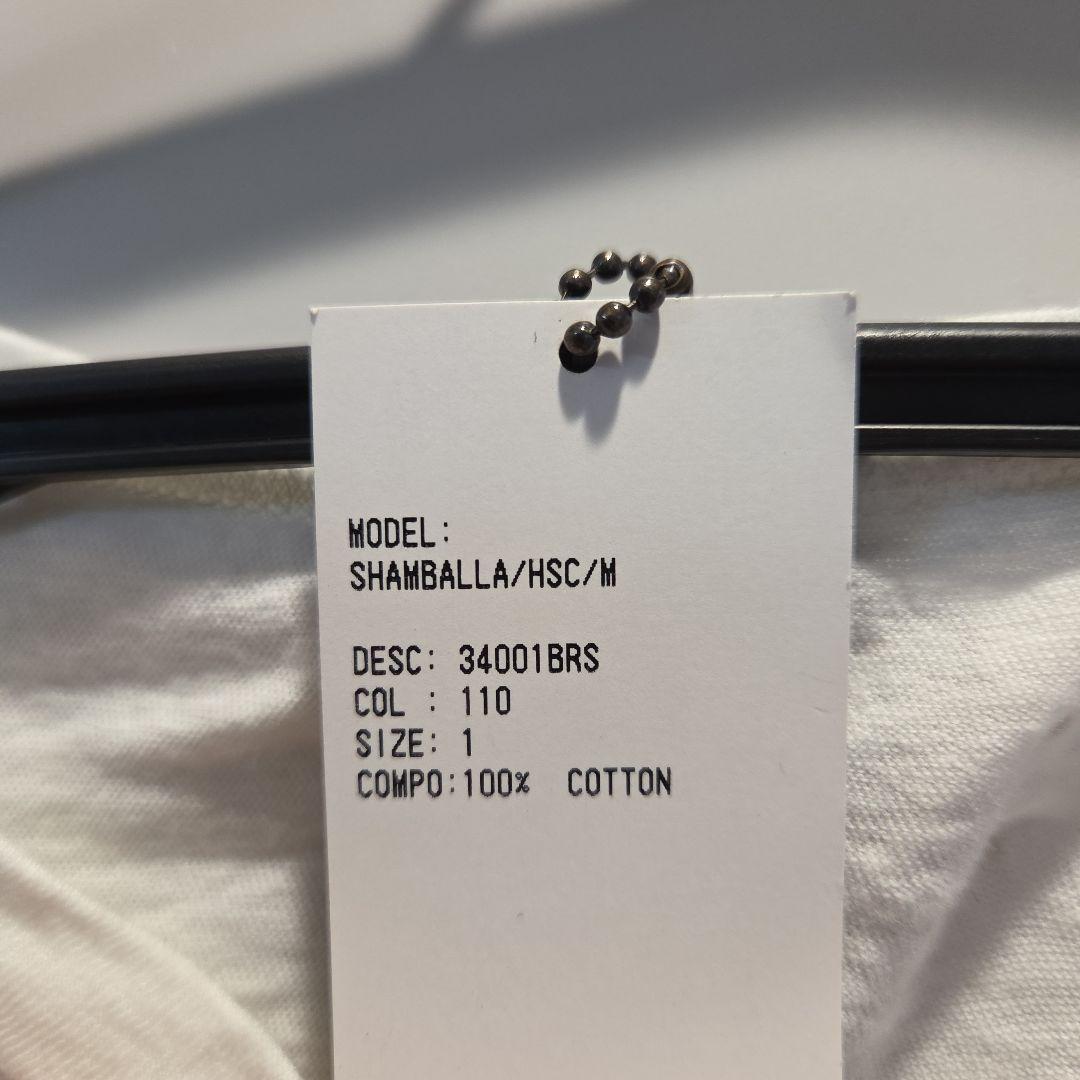 MODEL:
SHAMBALLA/HSC/M
DESC: 34001BRS
COL : 110
SIZE: 1
COMPO:100% COTTON